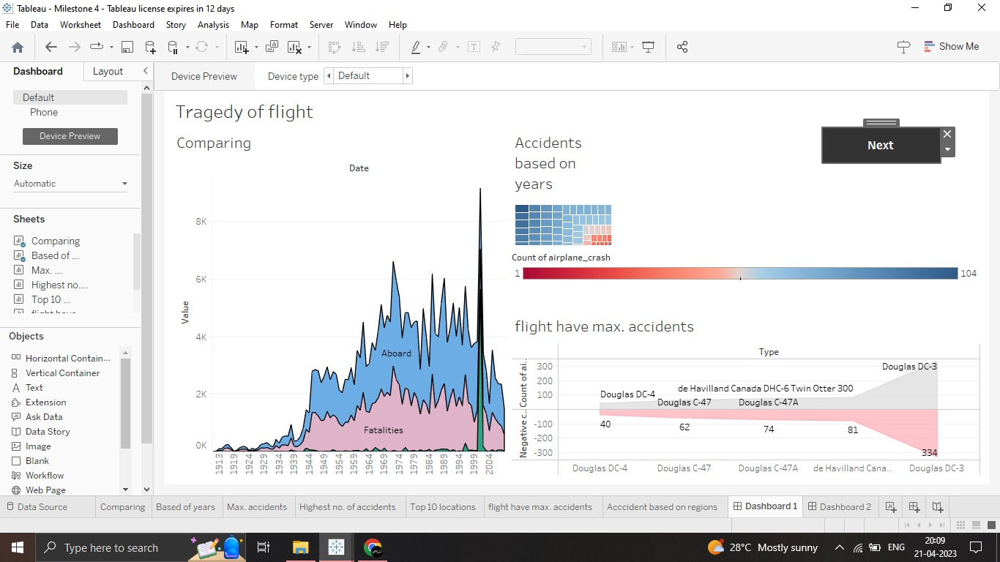 Tableau - Milestone 4 - Tableau license expires in 12 days
File Data Worksheet Dashboard Story Analysis Map Format Server Window Help
Show Me
Dashboard Layout
Device Preview Device type Default
Default
Phone
Device Preview
Size
Automatic
Sheets
Comparing
Based of ...
Max. ...
Highest no....
Top 10 ...
Objects
Horizontal Contain...
Vertical Container
Text
Extension
Ask Data
Data Story
Image
Blank
Workflow
Web Page
Tragedy of flight
Comparing
Date
Value
8K
6K
4K
2K
0K
Aboard
Fatalities
1913 1919 1924 1929 1934 1939 1944 1949 1954 1959 1964 1969 1974 1979 1984 1989 1994 1999 2004
Accidents
based on
years
Next
Count of airplane_crash
1 104
flight have max. accidents
Type
Negative c.. Count of ai..
300
200
100
-100
-200
-300
Douglas DC-3
de Havilland Canada DHC-6 Twin Otter 300
Douglas DC-4
Douglas C-47 Douglas C-47A
40 62 74 81 334
Douglas DC-4 Douglas C-47 Douglas C-47A de Havilland Cana.. Douglas DC-3
Data Source Comparing Based of years Max. accidents Highest no. of accidents Top 10 locations flight have max. accidents Acccident based on regions Dashboard 1 Dashboard 2
Type here to search
28°C Mostly sunny
ENG
20:09
21-04-2023